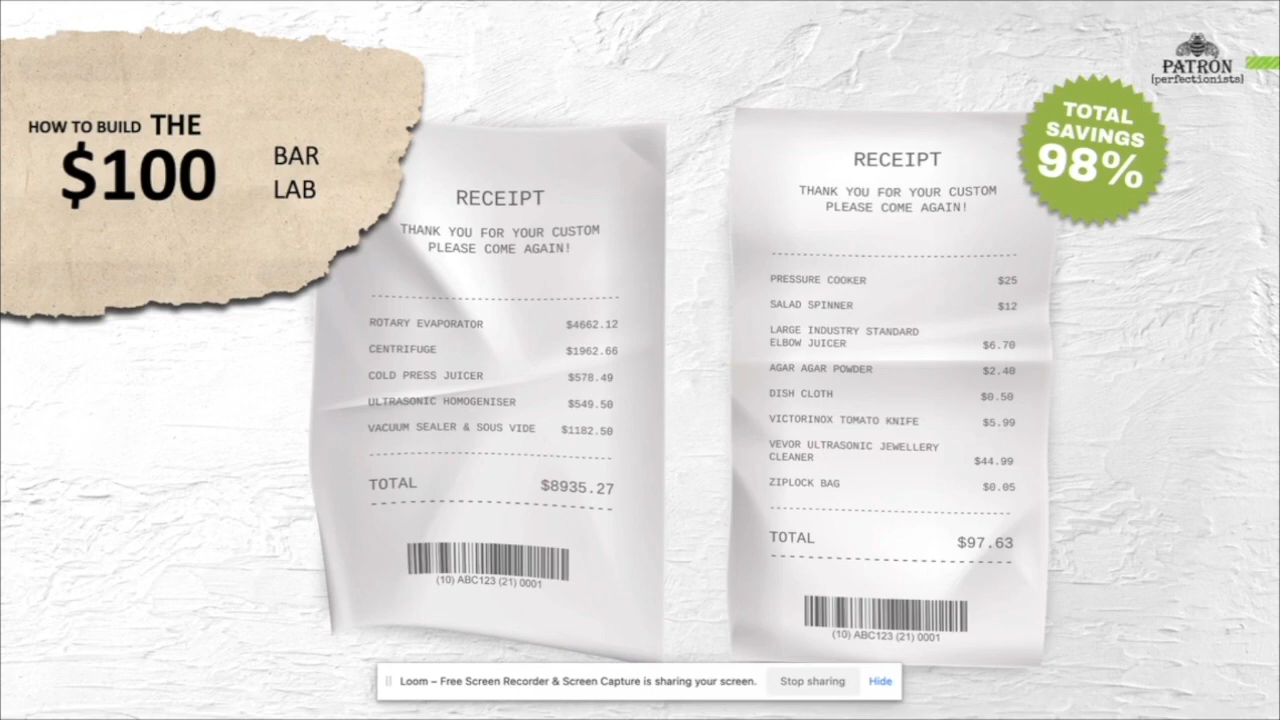 HOW TO BUILD THE
$100
BAR
LAB
PATRÓN
[perfectionists]
TOTAL
SAVINGS
98%
RECEIPT
THANK YOU FOR YOUR CUSTOM
PLEASE COME AGAIN!
ROTARY EVAPORATOR $4662.12
CENTRIFUGE $1962.66
COLD PRESS JUICER $578.49
ULTRASONIC HOMOGENISER $549.50
VACUUM SEALER & SOUS VIDE $1182.50
TOTAL $8935.27
(10) ABC123 (21) 0001
RECEIPT
THANK YOU FOR YOUR CUSTOM
PLEASE COME AGAIN!
PRESSURE COOKER $25
SALAD SPINNER $12
LARGE INDUSTRY STANDARD
ELBOW JUICER $6.70
AGAR AGAR POWDER $2.40
DISH CLOTH $0.50
VICTORINOX TOMATO KNIFE $5.99
VEVOR ULTRASONIC JEWELLERY
CLEANER $44.99
ZIPLOCK BAG $0.05
TOTAL $97.63
(10) ABC123 (21) 0001
Loom – Free Screen Recorder & Screen Capture is sharing your screen. Stop sharing Hide